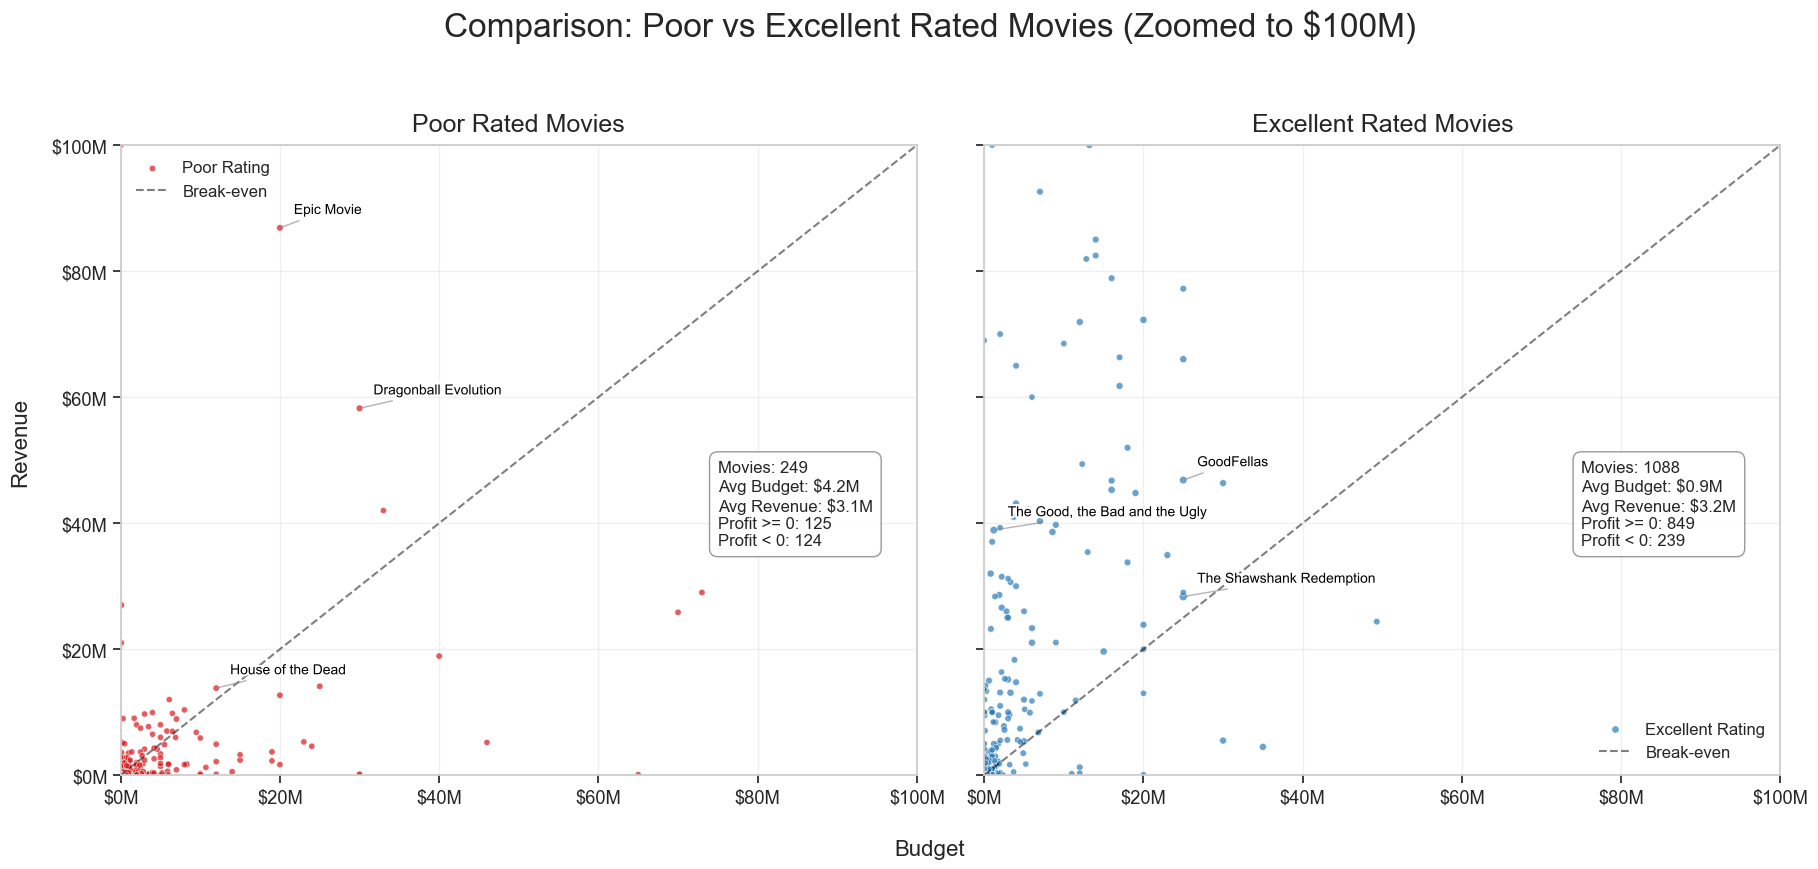 Comparison: Poor vs Excellent Rated Movies (Zoomed to $100M)
Poor Rated Movies
Revenue
$100M
$80M
$60M
$40M
$20M
$0M
Poor Rating
Break-even
Epic Movie
Dragonball Evolution
House of the Dead
Movies: 249
Avg Budget: $4.2M
Avg Revenue: $3.1M
Profit >= 0: 125
Profit < 0: 124
$0M
$20M
$40M
$60M
$80M
$100M
Excellent Rated Movies
GoodFellas
The Good, the Bad and the Ugly
The Shawshank Redemption
Movies: 1088
Avg Budget: $0.9M
Avg Revenue: $3.2M
Profit >= 0: 849
Profit < 0: 239
Excellent Rating
Break-even
$0M
$20M
$40M
$60M
$80M
$100M
Budget